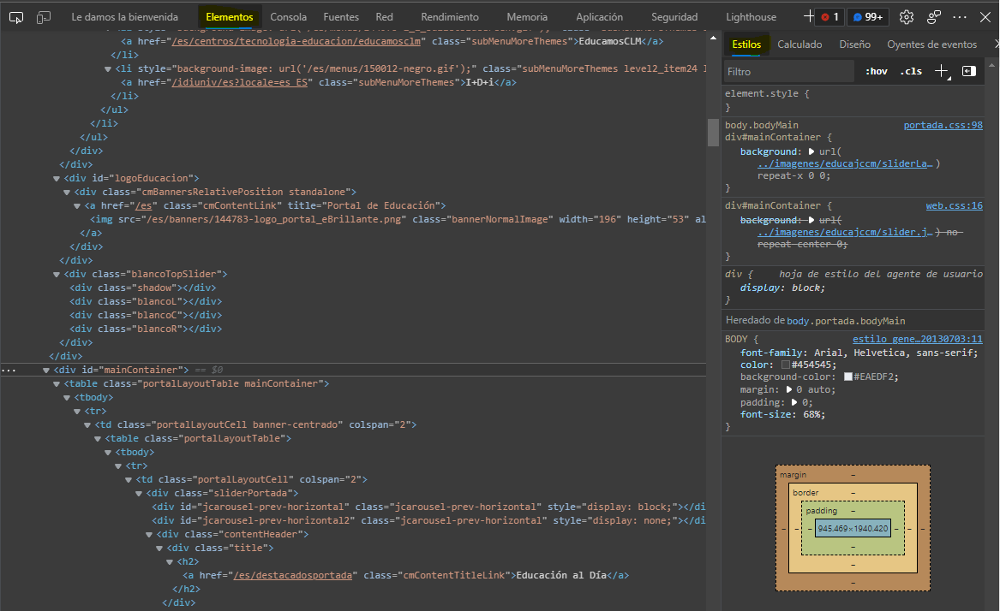 Le damos la bienvenida Elementos Consola Fuentes Red Rendimiento Memoria Aplicación Seguridad Lighthouse 1 99+
<a href="/es/centros/tecnologia-educacion/educamosclm" class="subMenuMoreThemes">EducamosCLM</a>
</li>
<li style="background-image: url('/es/menus/150012-negro.gif');" class="subMenuMoreThemes level2_item24 l
<a href="/idiuniv/es?locale=es_ES" class="subMenuMoreThemes">I+D+i</a>
</li>
</ul>
</li>
</ul>
</div>
</div>
<div id="logoEducacion">
<div class="cmBannersRelativePosition standalone">
<a href="/es" class="cmContentLink" title="Portal de Educación">
<img src="/es/banners/144783-logo_portal_eBrillante.png" class="bannerNormalImage" width="196" height="53" al
</a>
</div>
</div>
<div class="blancoTopSlider">
<div class="shadow"></div>
<div class="blancoL"></div>
<div class="blancoC"></div>
<div class="blancoR"></div>
</div>
</div>
... <div id="mainContainer"> == $0
<table class="portalLayoutTable mainContainer">
<tbody>
<tr>
<td class="portalLayoutCell banner-centrado" colspan="2">
<table class="portalLayoutTable">
<tbody>
<tr>
<td class="portalLayoutCell" colspan="2">
<div class="sliderPortada">
<div id="jcarousel-prev-horizontal" class="jcarousel-prev-horizontal" style="display: block;"></di
<div id="jcarousel-prev-horizontal2" class="jcarousel-prev-horizontal" style="display: none;"></di
<div class="contentHeader">
<div class="title">
<h2>
<a href="/es/destacadosportada" class="cmContentTitleLink">Educación al Día</a>
</h2>
</div>
Estilos Calculado Diseño Oyentes de eventos
Filtro :hov .cls
element.style {
}
body.bodyMain portada.css:98
div#mainContainer {
background: url(
../imagenes/educajccm/sliderLa… )
repeat-x 0 0;
}
div#mainContainer { web.css:16
background: url(
../imagenes/educajccm/slider.j… ) no-
repeat center 0;
}
div { hoja de estilo del agente de usuario
display: block;
}
Heredado de body.portada.bodyMain
BODY { estilo_gene…20130703:11
font-family: Arial, Helvetica, sans-serif;
color: #454545;
background-color: #EAEDF2;
margin: 0 auto;
padding: 0;
font-size: 68%;
}
margin –
border –
padding –
– – – 945.469×1940.420 – – –
–
–
–